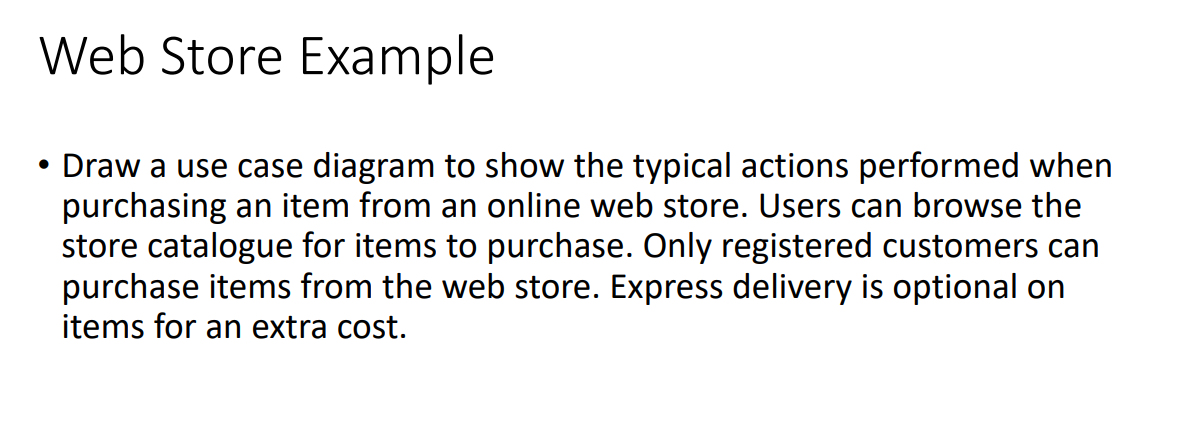 Web Store Example
• Draw a use case diagram to show the typical actions performed when
purchasing an item from an online web store. Users can browse the
store catalogue for items to purchase. Only registered customers can
purchase items from the web store. Express delivery is optional on
items for an extra cost.